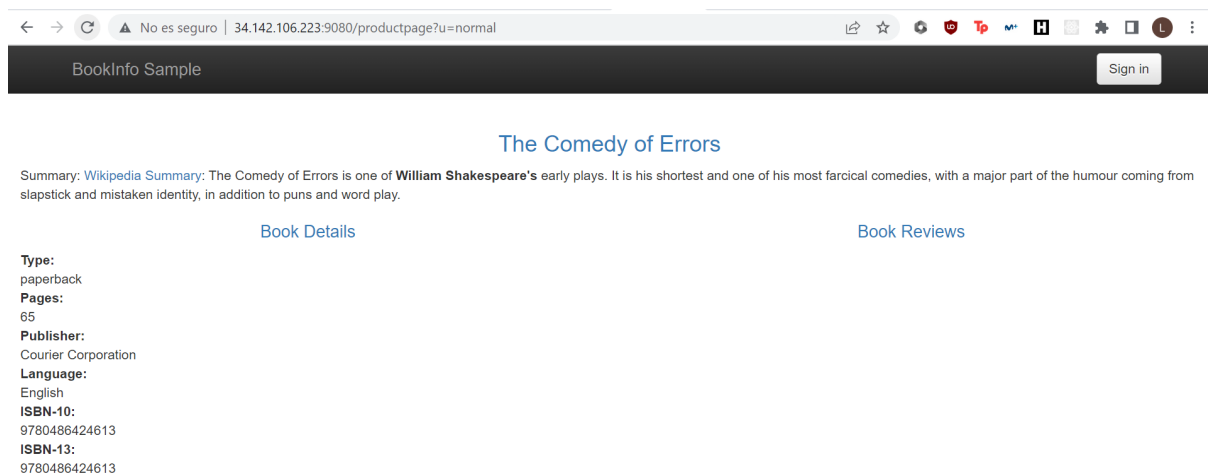 No es seguro | 34.142.106.223:9080/productpage?u=normal
BookInfo Sample
Sign in
The Comedy of Errors
Summary: Wikipedia Summary: The Comedy of Errors is one of William Shakespeare's early plays. It is his shortest and one of his most farcical comedies, with a major part of the humour coming from
slapstick and mistaken identity, in addition to puns and word play.
Book Details
Book Reviews
Type:
paperback
Pages:
65
Publisher:
Courier Corporation
Language:
English
ISBN-10:
9780486424613
ISBN-13:
9780486424613